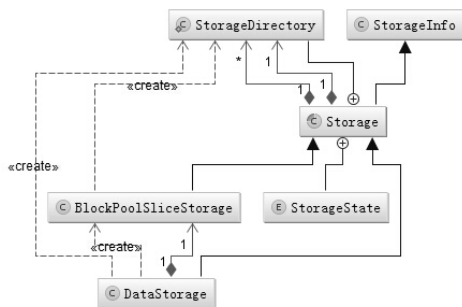 C StorageDirectory
C StorageInfo
1
*
«create»
1
1
C Storage
«create»
C BlockPoolSliceStorage
E StorageState
«create»
1
1
C DataStorage